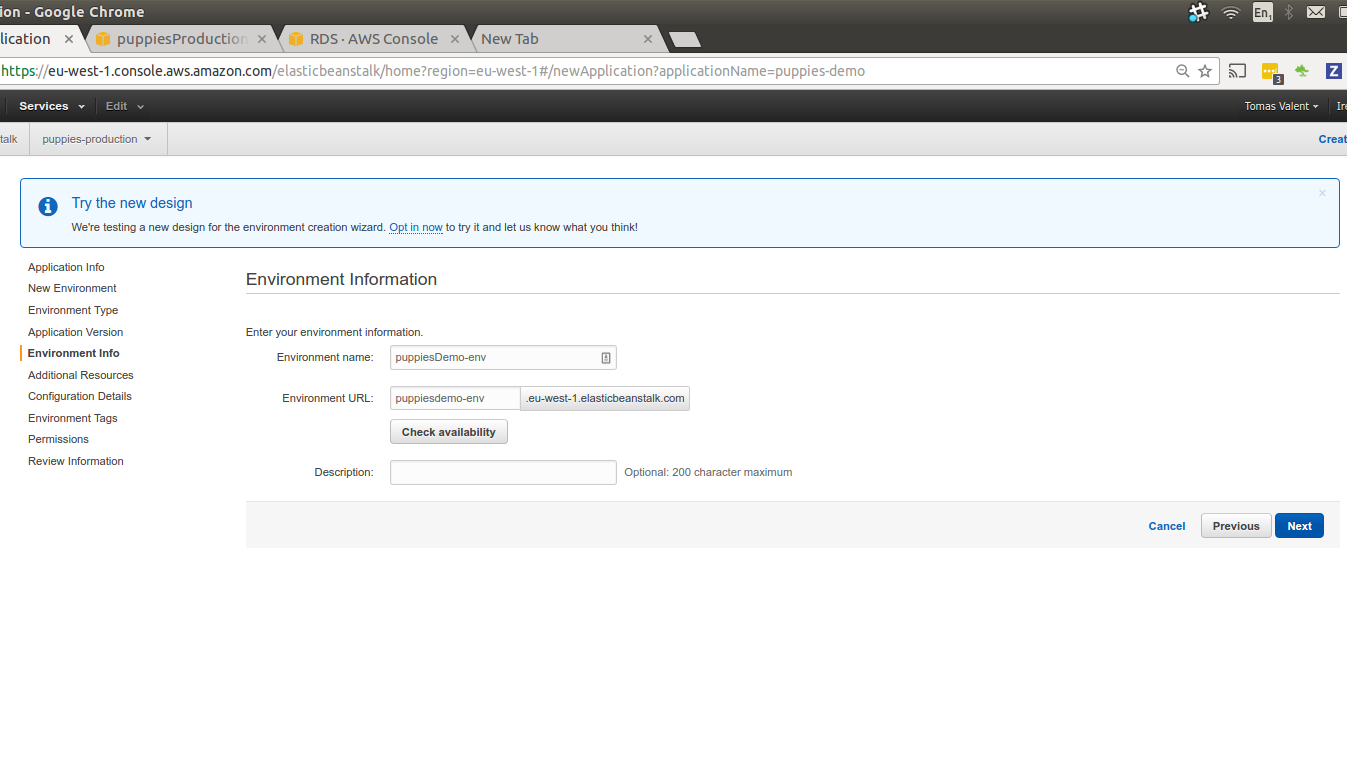 ion - Google Chrome
En1
lication × puppiesProduction × RDS · AWS Console × New Tab ×
https://eu-west-1.console.aws.amazon.com/elasticbeanstalk/home?region=eu-west-1#/newApplication?applicationName=puppies-demo
3
Z
Services Edit Tomas Valent Ire
talk puppies-production Creat
Try the new design
We're testing a new design for the environment creation wizard. Opt in now to try it and let us know what you think!
Application Info
New Environment
Environment Type
Application Version
Environment Info
Additional Resources
Configuration Details
Environment Tags
Permissions
Review Information
Environment Information
Enter your environment information.
Environment name: puppiesDemo-env
Environment URL: puppiesdemo-env .eu-west-1.elasticbeanstalk.com
Check availability
Description: Optional: 200 character maximum
Cancel Previous Next